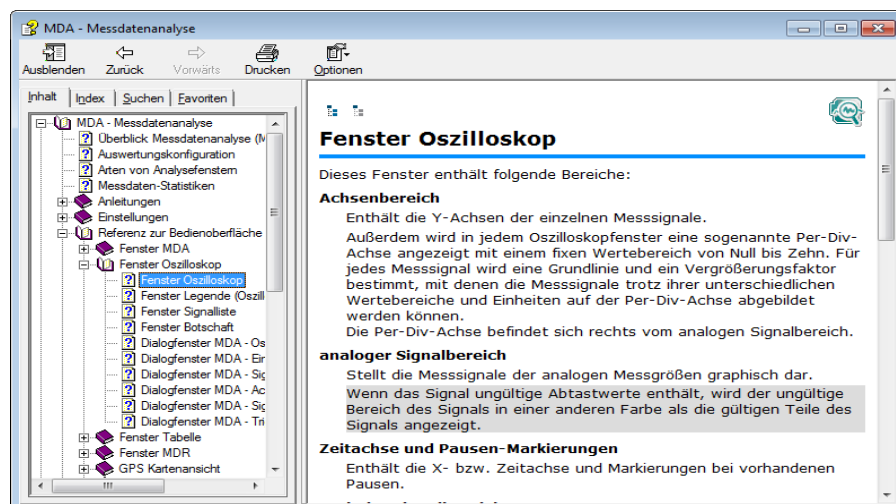 MDA - Messdatenanalyse
Ausblenden Zurück Vorwärts Drucken Optionen
Inhalt Index Suchen Favoriten
MDA - Messdatenanalyse
Überblick Messdatenanalyse (M
Auswertungskonfiguration
Arten von Analysefenstern
Messdaten-Statistiken
Anleitungen
Einstellungen
Referenz zur Bedienoberfläche
Fenster MDA
Fenster Oszilloskop
Fenster Oszilloskop
Fenster Legende (Oszill
Fenster Signalliste
Fenster Botschaft
Dialogfenster MDA - Os
Dialogfenster MDA - Eir
Dialogfenster MDA - Sig
Dialogfenster MDA - Ac
Dialogfenster MDA - Sig
Dialogfenster MDA - Tri
Fenster Tabelle
Fenster MDR
GPS Kartenansicht
Fenster Oszilloskop
Dieses Fenster enthält folgende Bereiche:
Achsenbereich
Enthält die Y-Achsen der einzelnen Messsignale.
Außerdem wird in jedem Oszilloskopfenster eine sogenannte Per-Div-
Achse angezeigt mit einem fixen Wertebereich von Null bis Zehn. Für
jedes Messsignal wird eine Grundlinie und ein Vergrößerungsfaktor
bestimmt, mit denen die Messsignale trotz ihrer unterschiedlichen
Wertebereiche und Einheiten auf der Per-Div-Achse abgebildet
werden können.
Die Per-Div-Achse befindet sich rechts vom analogen Signalbereich.
analoger Signalbereich
Stellt die Messsignale der analogen Messgrößen graphisch dar.
Wenn das Signal ungültige Abtastwerte enthält, wird der ungültige
Bereich des Signals in einer anderen Farbe als die gültigen Teile des
Signals angezeigt.
Zeitachse und Pausen-Markierungen
Enthält die X- bzw. Zeitachse und Markierungen bei vorhandenen
Pausen.